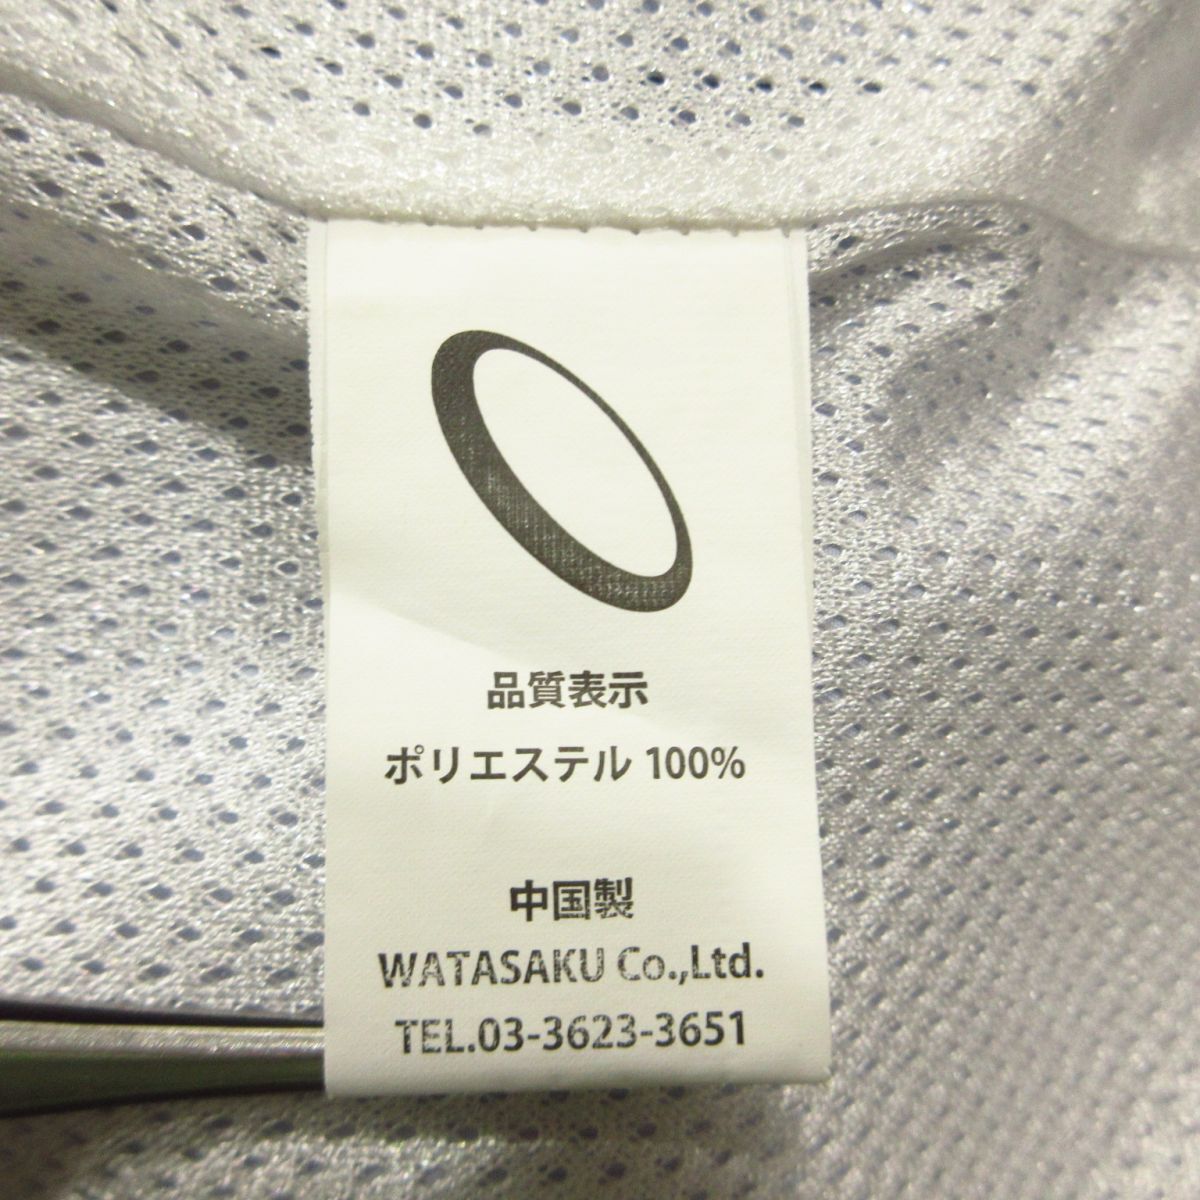 品質表示
ポリエステル 100%
中国製
WATASAKU Co.,Ltd.
TEL.03-3623-3651